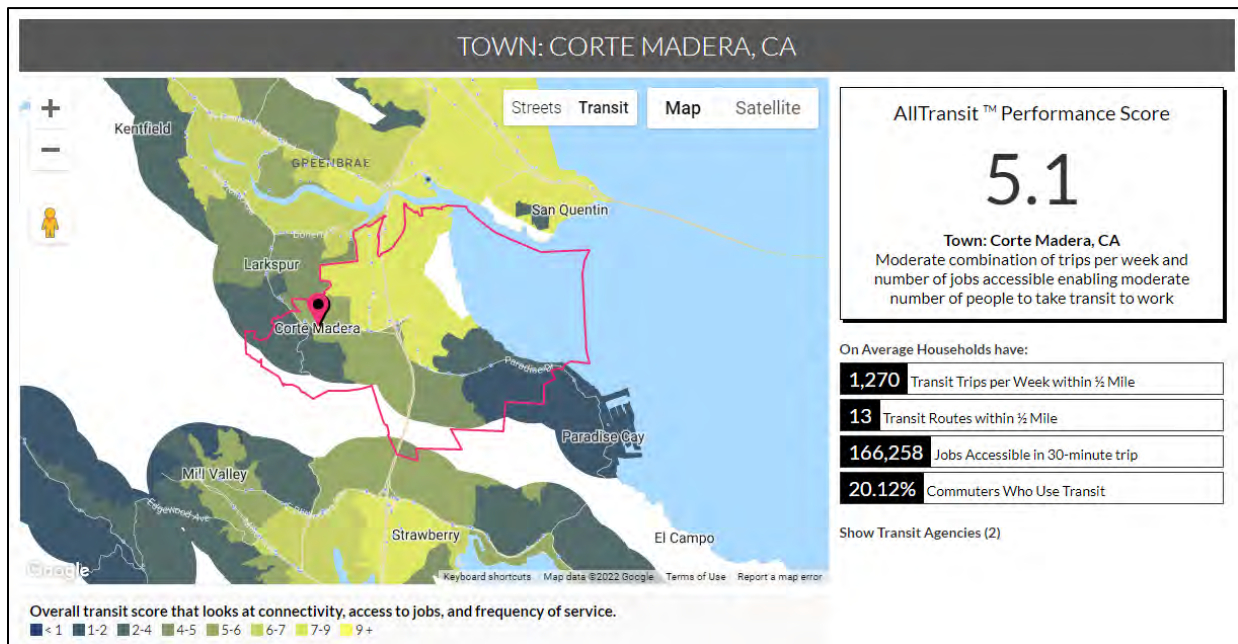 TOWN: CORTE MADERA, CA
Streets Transit
Map Satellite
Kentfield
GREENBRAE
San Quentin
Larkspur
Corte Madera
Paradise Dr
Paradise Cay
Mill Valley
Edgewood Ave
Strawberry
El Campo
Google
Keyboard shortcuts Map data ©2022 Google Terms of Use Report a map error
Overall transit score that looks at connectivity, access to jobs, and frequency of service.
< 1 1-2 2-4 4-5 5-6 6-7 7-9 9 +
AllTransit ™ Performance Score
5.1
Town: Corte Madera, CA
Moderate combination of trips per week and
number of jobs accessible enabling moderate
number of people to take transit to work
On Average Households have:
1,270 Transit Trips per Week within ½ Mile
13 Transit Routes within ½ Mile
166,258 Jobs Accessible in 30-minute trip
20.12% Commuters Who Use Transit
Show Transit Agencies (2)